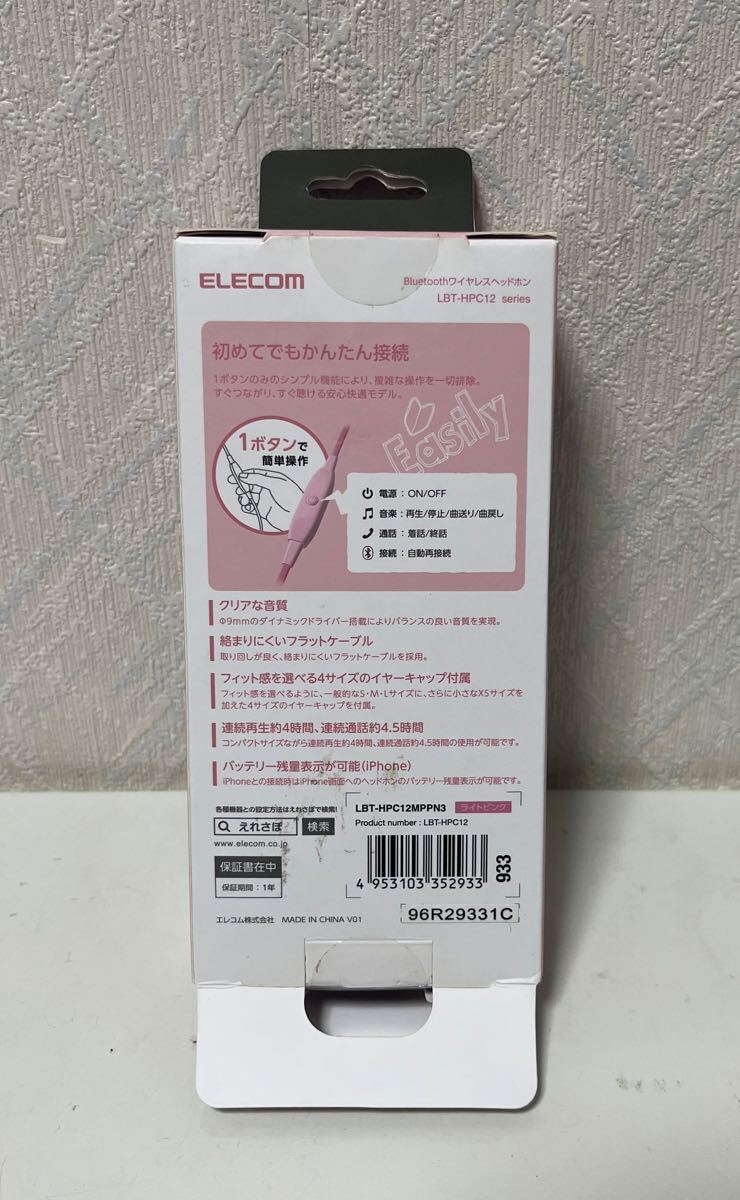 ELECOM
Bluetoothワイヤレスヘッドホン
LBT-HPC12 series
初めてでもかんたん接続
1ボタンのみのシンプル機能により、複雑な操作を一切排除。
すぐつながり、すぐ聴ける安心快適モデル。
Easily
1ボタンで
簡単操作
電源：ON/OFF
音楽：再生/停止/曲送り/曲戻し
通話：着話/終話
接続：自動再接続
クリアな音質
Φ9mmのダイナミックドライバー搭載によりバランスの良い音質を実現。
絡まりにくいフラットケーブル
取り回しが良く、絡まりにくいフラットケーブルを採用。
フィット感を選べる4サイズのイヤーキャップ付属
フィット感を選べるように、一般的なS・M・Lサイズに、さらに小さなXSサイズを
加えた4サイズのイヤーキャップを付属。
連続再生約4時間、連続通話約4.5時間
コンパクトサイズながら連続再生約4時間、連続通話約4.5時間の使用が可能です。
バッテリー残量表示が可能（iPhone）
iPhoneとの接続時はiPhone画面へのヘッドホンのバッテリー残量表示が可能です。
各種機器との設定方法はえれさぽで検索!
えれさぽ 検索
www.elecom.co.jp
保証書在中
保証期間：1年
LBT-HPC12MPPN3 ライトピンク
Product number : LBT-HPC12
4 953103 352933
933
96R29331C
エレコム株式会社 MADE IN CHINA V01